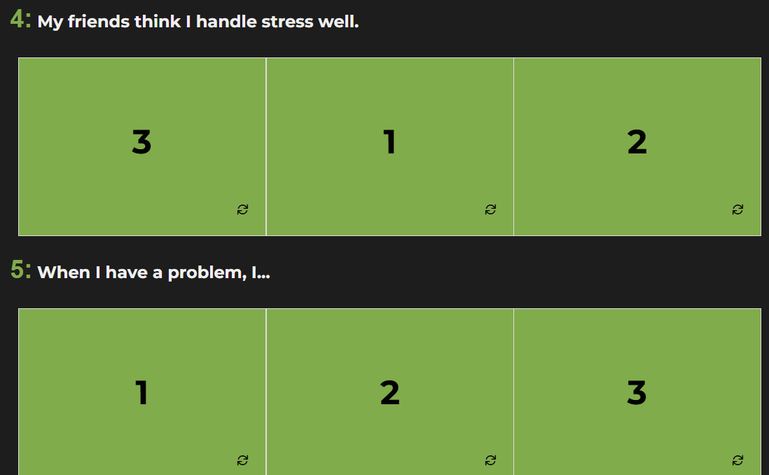 4: My friends think I handle stress well.
3 1 2
5: When I have a problem, I...
1 2 3